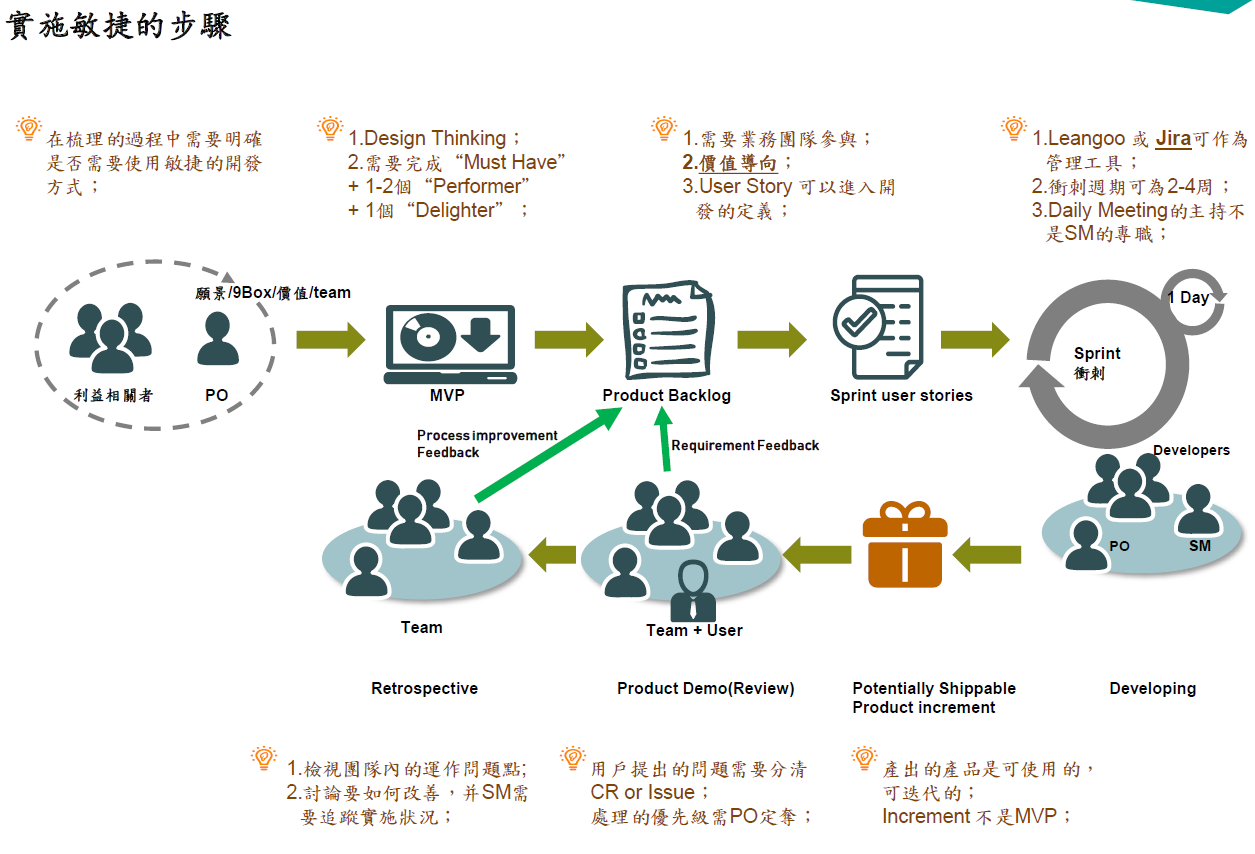 實施敏捷的步驟
在梳理的過程中需要明確
是否需要使用敏捷的開發
方式；
1.Design Thinking；
2.需要完成“Must Have”
+ 1-2個“Performer”
+ 1個“Delighter”；
1.需要業務團隊參與；
2.價值導向；
3.User Story 可以進入開
發的定義；
1.Leangoo 或 Jira可作為
管理工具；
2.衝刺週期可為2-4周；
3.Daily Meeting的主持不
是SM的專職；
願景/9Box/價值/team
利益相關者
PO
MVP
Product Backlog
Sprint user stories
Sprint
衝刺
1 Day
Process improvement
Feedback
Requirement Feedback
Developers
PO
SM
Team
Team + User
Retrospective
Product Demo(Review)
Potentially Shippable
Product increment
Developing
1.檢視團隊內的運作問題點;
2.討論要如何改善，并SM需
要追蹤實施狀況；
用戶提出的問題需要分清
CR or Issue；
處理的優先級需PO定奪；
產出的產品是可使用的，
可迭代的；
Increment 不是MVP；